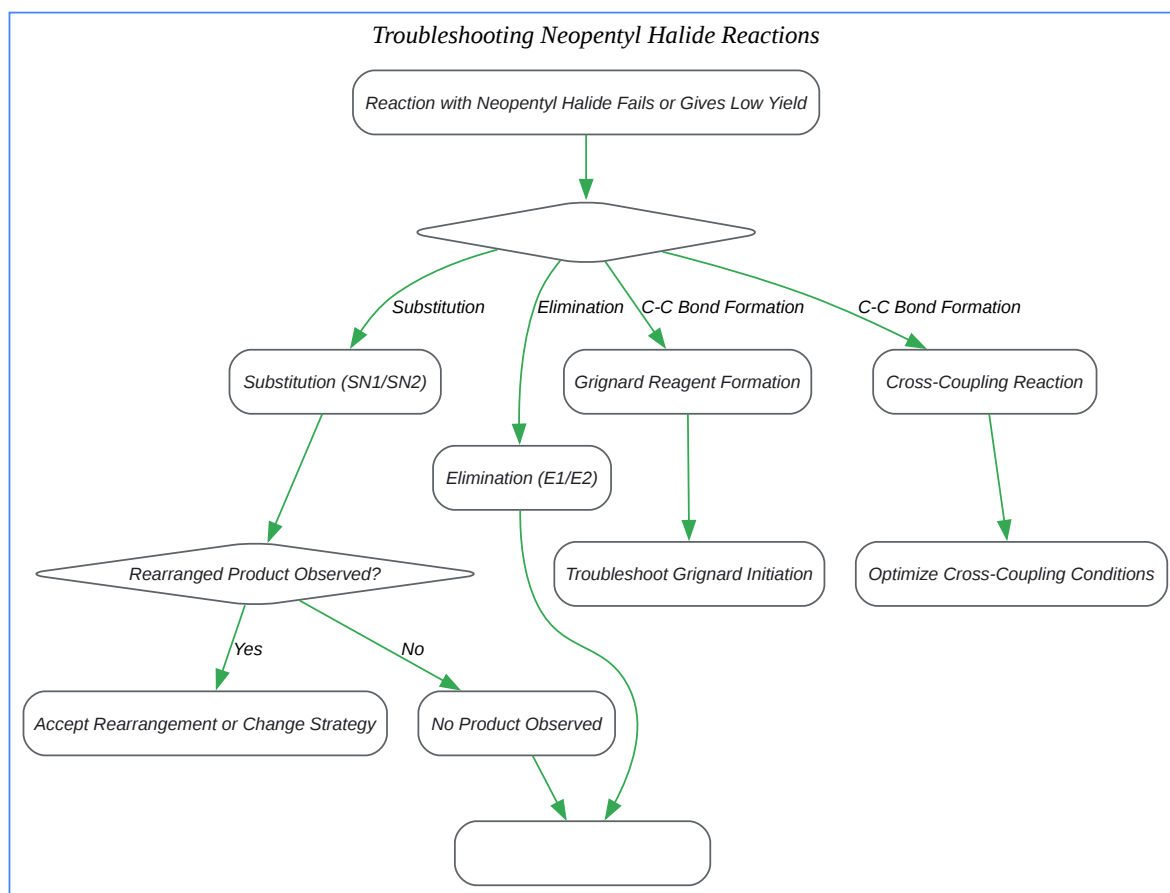 Troubleshooting Neopentyl Halide Reactions
Reaction with Neopentyl Halide Fails or Gives Low Yield
Substitution
Elimination
C-C Bond Formation
C-C Bond Formation
Substitution (SN1/SN2)
Grignard Reagent Formation
Cross-Coupling Reaction
Elimination (E1/E2)
Rearranged Product Observed?
Troubleshoot Grignard Initiation
Optimize Cross-Coupling Conditions
Yes
No
Accept Rearrangement or Change Strategy
No Product Observed